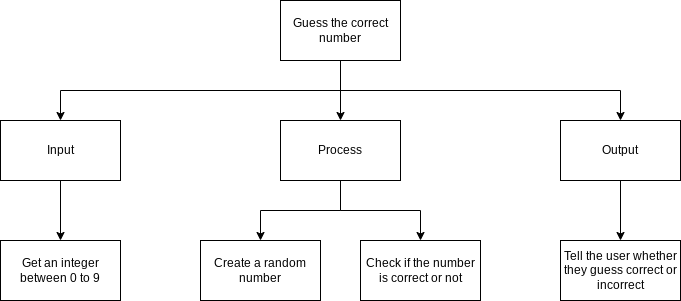 Guess the correct
number
Input
Process
Output
Get an integer
between 0 to 9
Create a random
number
Check if the number
is correct or not
Tell the user whether
they guess correct or
incorrect